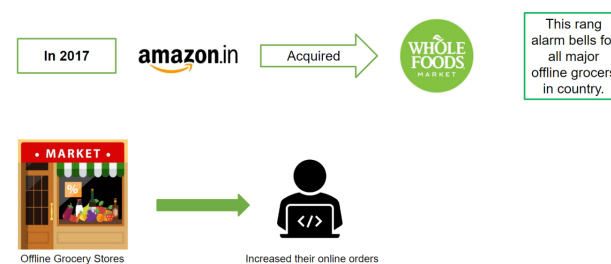 In 2017
amazon.in
Acquired
WHOLE
FOODS
MARKET
This rang
alarm bells fo
all major
offline grocers
in country.
• MARKET •
%
</>
Offline Grocery Stores
Increased their online orders